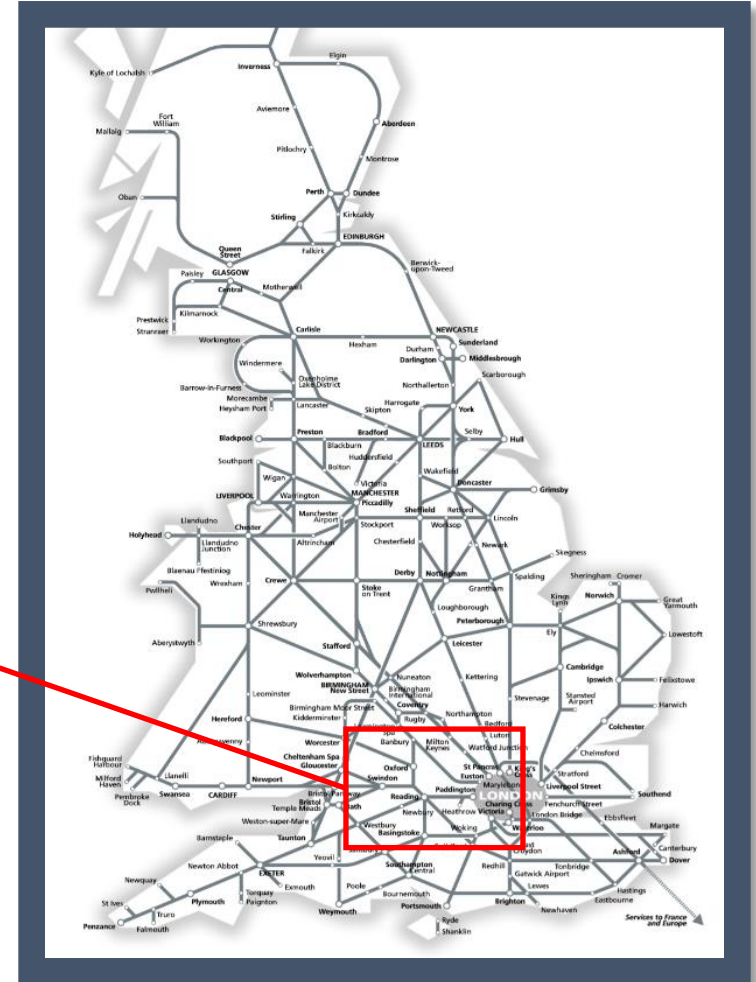 Elgin
Inverness
Kyle of Lochalsh
Aviemore
Fort
William
Mallaig
Aberdeen
Pitlochry
Montrose
Oban
Perth
Dundee
Stirling
Kirkcaldy
EDINBURGH
Queen
Street
Falkirk
GLASGOW
Central
Paisley
Motherwell
Berwick-
upon-Tweed
Prestwick
Stranraer
Kilmarnock
Carlisle
Workington
Hexham
NEWCASTLE
Sunderland
Durham
Darlington
Middlesbrough
Windermere
Oxenholme
Lake District
Northallerton
Scarborough
Barrow-in-Furness
Morecambe
Heysham Port
Lancaster
Harrogate
Skipton
York
Blackpool
Preston
Bradford
Blackburn
LEEDS
Selby
Hull
Huddersfield
Southport
Bolton
Wakefield
Wigan
Victoria
Doncaster
Grimsby
LIVERPOOL
Warrington
MANCHESTER
Piccadilly
Manchester
Airport
Sheffield
Retford
Lincoln
Llandudno
Stockport
Worksop
Holyhead
Chester
Llandudno
Junction
Altrincham
Chesterfield
Newark
Skegness
Blaenau Ffestiniog
Pwllheli
Wrexham
Crewe
Stoke
on Trent
Derby
Nottingham
Grantham
Spalding
Sheringham
Cromer
Kings
Lynn
Norwich
Great
Yarmouth
Loughborough
Peterborough
Shrewsbury
Aberystwyth
Stafford
Leicester
Ely
Lowestoft
Wolverhampton
BIRMINGHAM
New Street
Nuneaton
Birmingham
International
Kettering
Cambridge
Ipswich
Felixstowe
Leominster
Birmingham Moor Street
Kidderminster
Coventry
Rugby
Northampton
Stevenage
Stansted
Airport
Harwich
Hereford
Bedford
Colchester
Worcester
Banbury
Milton
Keynes
Luton
Watford Junction
Chelmsford
Fishguard
Harbour
Cheltenham Spa
Gloucester
Oxford
St Pancras
Euston
King's
Cross
Stratford
Milford
Haven
Llanelli
Newport
Swindon
Marylebone
Liverpool Street
Pembroke
Dock
Swansea
CARDIFF
Bristol Parkway
Reading
Paddington
LONDON
Southend
Bristol
Temple Meads
Bath
Charing Cross
Fenchurch Street
Newbury
Heathrow
Victoria
London Bridge
Ebbsfleet
Weston-super-Mare
Waterloo
Margate
Barnstaple
Taunton
Westbury
Basingstoke
Woking
East
Croydon
Canterbury
Yeovil
Salisbury
Redhill
Tonbridge
Ashford
Dover
Newton Abbot
EXETER
Southampton
Central
Gatwick Airport
Newquay
Exmouth
Poole
Lewes
Hastings
St Ives
Plymouth
Torquay
Paignton
Bournemouth
Brighton
Eastbourne
Truro
Weymouth
Portsmouth
Newhaven
Penzance
Falmouth
Ryde
Shanklin
Services to France
and Europe